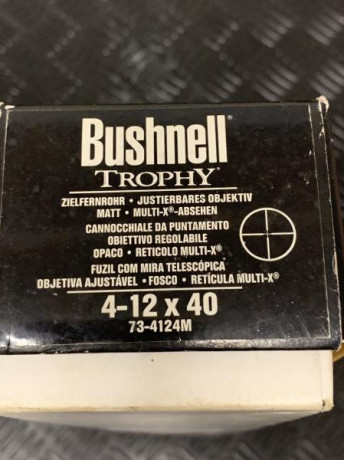 Bushnell®
TROPHY®
ZIELFERNROHR • JUSTIERBARES OBJEKTIV
MATT • MULTI-X®-ABSEHEN
CANNOCCHIALE DA PUNTAMENTO
OBIETTIVO REGOLABILE
OPACO • RETICOLO MULTI-X®
FUZIL COM MIRA TELESCÓPICA
OBJETIVA AJUSTÁVEL • FOSCO • RETÍCULA MULTI-X®
4-12 x 40
73-4124M